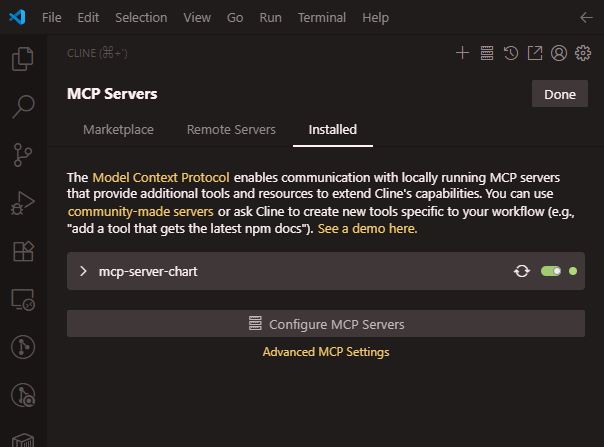 File Edit Selection View Go Run Terminal Help
CLINE (⌘+')
MCP Servers
Done
Marketplace Remote Servers Installed
The Model Context Protocol enables communication with locally running MCP servers
that provide additional tools and resources to extend Cline's capabilities. You can use
community-made servers or ask Cline to create new tools specific to your workflow (e.g.,
"add a tool that gets the latest npm docs"). See a demo here.
mcp-server-chart
Configure MCP Servers
Advanced MCP Settings